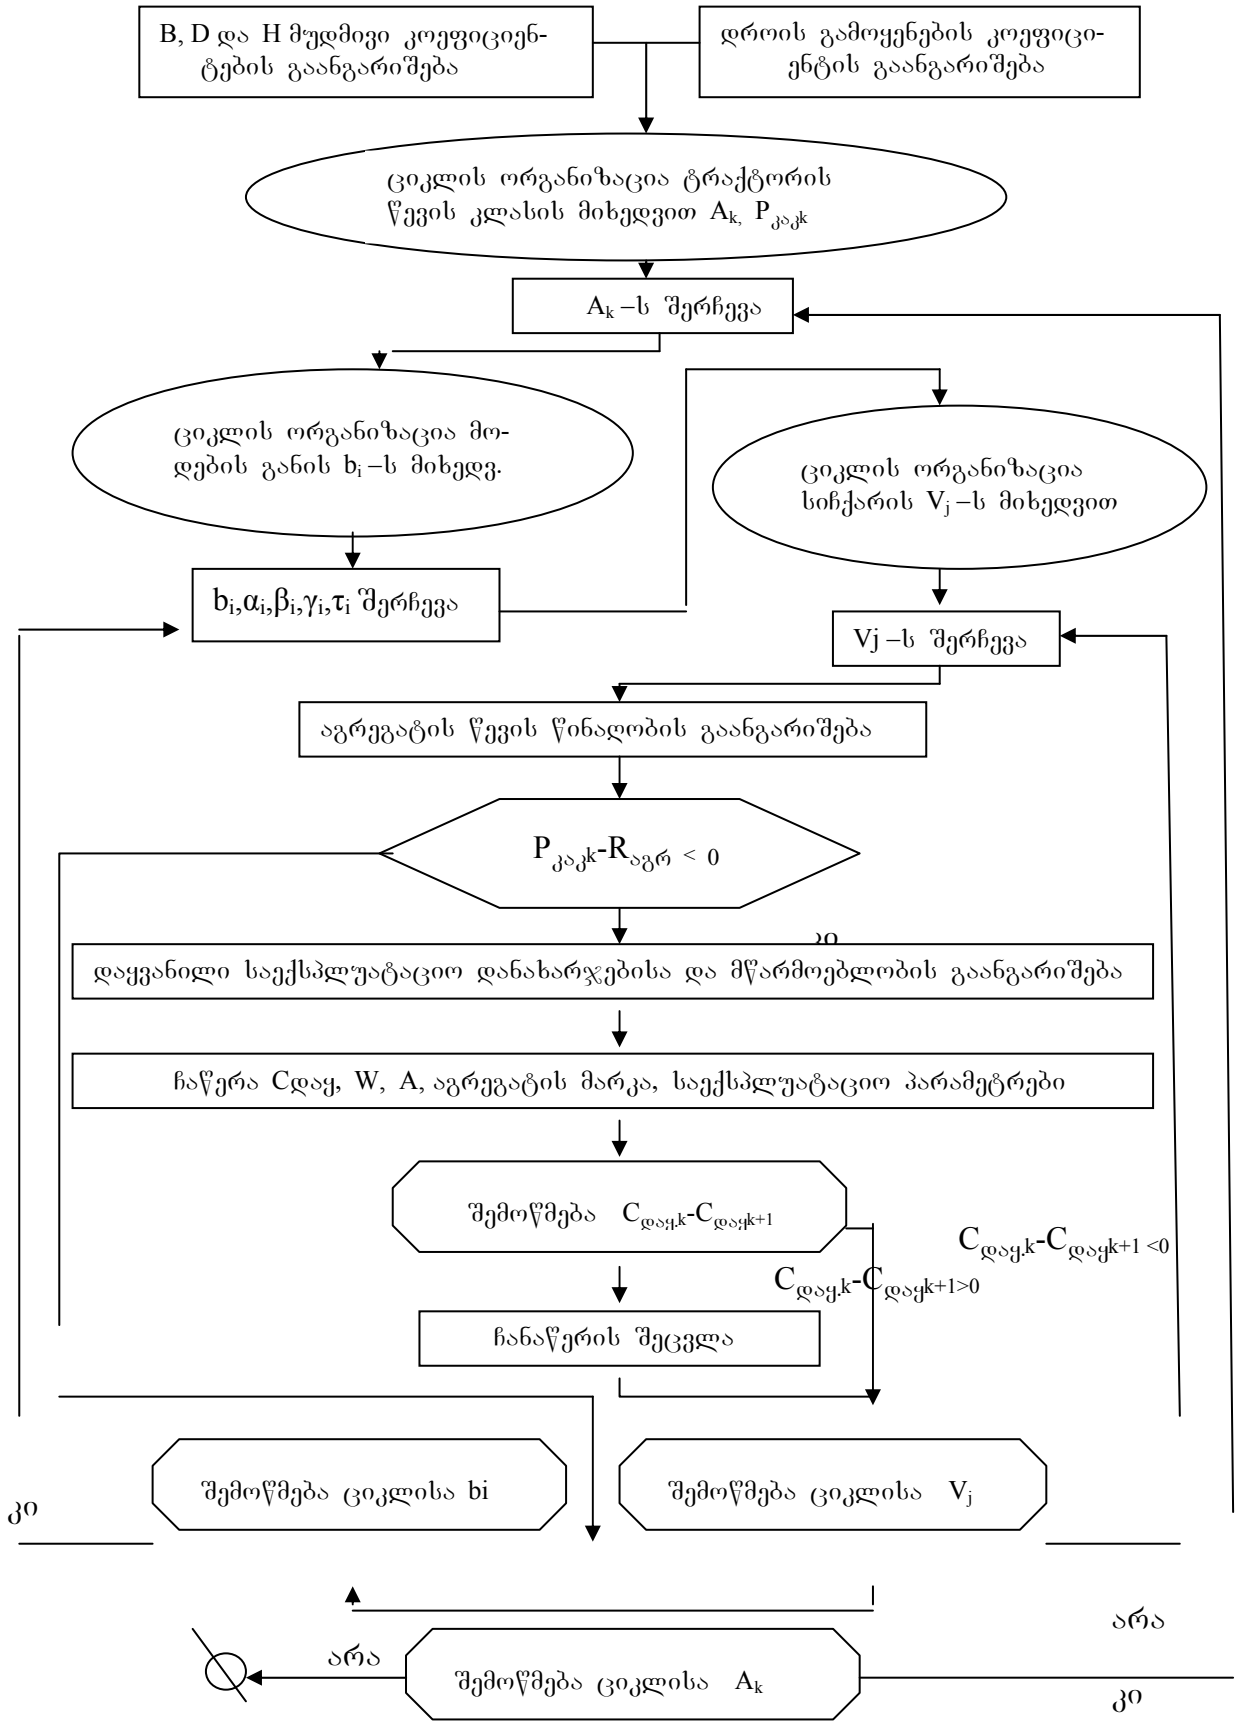 B, D და H მუდმივი კოეფიციენ-
ტების გაანგარიშება
დროის გამოყენების კოეფიცი-
ენტის გაანგარიშება
ციკლის ორგანიზაცია ტრაქტორის
წევის კლასის მიხედვით Ak, Pკაკk
Ak –ს შერჩევა
ციკლის ორგანიზაცია მო-
დების განის bi –ს მიხედვ.
ციკლის ორგანიზაცია
სიჩქარის Vj –ს მიხედვით
bi,αi,βi,γi,τi შერჩევა
Vj –ს შერჩევა
აგრეგატის წევის წინაღობის გაანგარიშება
Pკაკk-Rაგრ < 0
კი
დაყვანილი საექსპლუატაციო დანახარჯებისა და მწარმოებლობის გაანგარიშება
ჩაწერა Cდაყ, W, A, აგრეგატის მარკა, საექსპლუატაციო პარამეტრები
შემოწმება Cდაყ.k-Cდაყk+1
Cდაყ.k-Cდაყk+1 <0
Cდაყ.k-Cდაყk+1>0
ჩანაწერის შეცვლა
შემოწმება ციკლისა bi
შემოწმება ციკლისა Vj
კი
არა
არა
შემოწმება ციკლისა Ak
კი